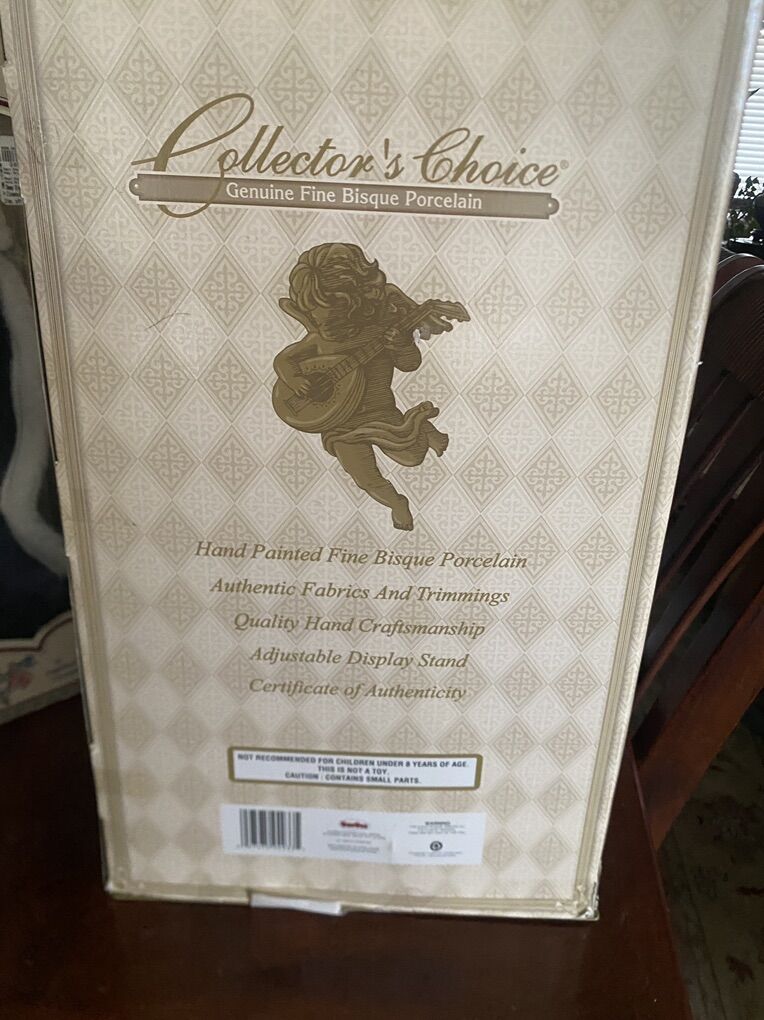 Collector's Choice®
Genuine Fine Bisque Porcelain
Hand Painted Fine Bisque Porcelain
Authentic Fabrics And Trimmings
Quality Hand Craftsmanship
Adjustable Display Stand
Certificate of Authenticity
NOT RECOMMENDED FOR CHILDREN UNDER 8 YEARS OF AGE.
THIS IS NOT A TOY.
CAUTION : CONTAINS SMALL PARTS.
WARNING